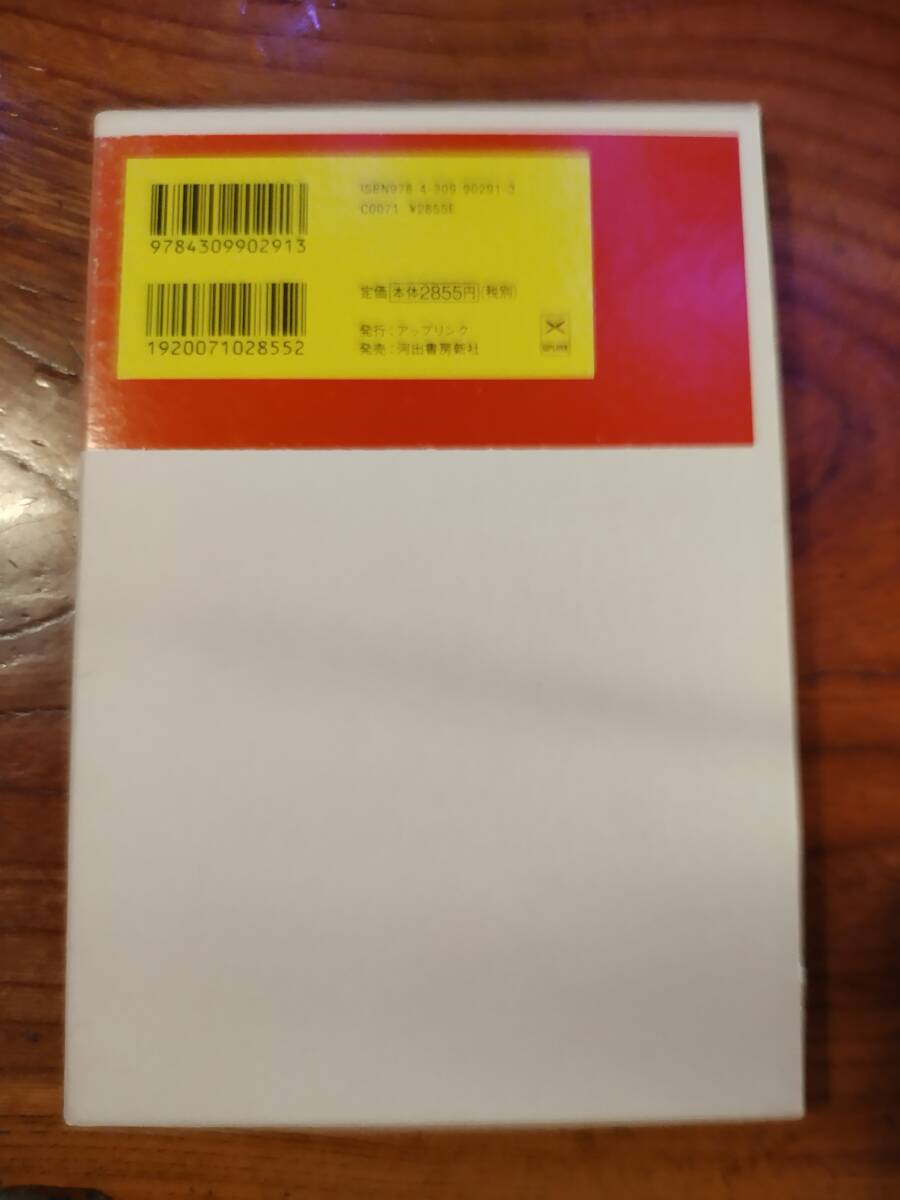 9784309902913
ISBN978-4-309-90291-3
C0071 ¥2855E
1920071028552
定価 本体2855円(税別)
発行：アップリンク
発売：河出書房新社